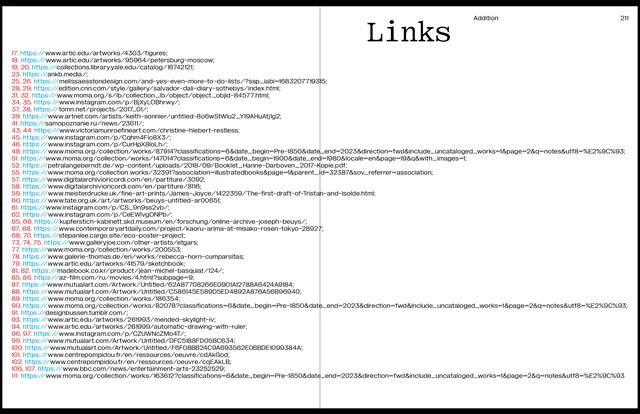 Addition
211
Links
17. https://www.artic.edu/artworks/4303/figures;
18. https://www.artic.edu/artworks/95964/petersburg-moscow;
19, 20. https://collections.library.yale.edu/catalog/16742121;
23. https://ankb.media/;
25, 26. https://melissaeastondesign.com/and-yes-even-more-to-do-lists/?ssp_iabi=1683207719315;
28, 29. https://edition.cnn.com/style/gallery/salvador-dali-diary-sothebys/index.html;
31. https://www.moma.org/s/lb/collection_lb/object/object_objid-84577.html;
34, 35. https://www.instagram.com/p/BjXyLOBhrwy/;
37, 38. https://tomn.net/projects/2017_01/;
39. https://www.artnet.com/artists/keith-sonnier/untitled-8o6wStWlu2_Yl9AHuAtjlg2;
41. https://samopoznanie.ru/news/23611/;
43, 44. https://www.victoriamunroefineart.com/christine-hiebert-restless;
45. https://www.instagram.com/p/Cqhm4Fio8X3/;
46. https://www.instagram.com/p/CurHpX8ioLh/;
48. https://www.moma.org/collection/works/87914?classifications=6&date_begin=Pre-1850&date_end=2023&direction=fwd&include_uncataloged_works=1&page=2&q=notes&utf8=%E2%9C%93;
51. https://www.moma.org/collection/works/147014?classifications=6&date_begin=1900&date_end=1980&locale=en&page=19&q&with_images=t;
52. https://petralangeberndt.de/wp-content/uploads/2018/09/Booklet_Hanne-Darboven_2017-Kopie.pdf;
55. https://www.moma.org/collection/works/32391?association=illustratedbooks&page=1&parent_id=32387&sov_referrer=association;
57. https://www.digitalarchivioricordi.com/en/partiture/3092;
58. https://www.digitalarchivioricordi.com/en/partiture/8116;
59. https://www.meisterdrucke.uk/fine-art-prints/James-Joyce/1422359/The-first-draft-of-Tristan-and-Isolde.html;
60. https://www.tate.org.uk/art/artworks/beuys-untitled-ar00651;
61. https://www.instagram.com/p/CS_9n9ss2vb/;
62. https://www.instagram.com/p/CeEWlvgONPb/;
65, 66. https://kupferstich-kabinett.skd.museum/en/forschung/online-archive-joseph-beuys/;
67, 68. https://www.contemporaryartdaily.com/project/kaoru-arima-at-misako-rosen-tokyo-28927;
69, 70. https://stepanlee.cargo.site/eco-poster-project;
73, 74, 75. https://www.galleryjoe.com/other-artists/etgars;
77. https://www.moma.org/collection/works/200553;
78. https://www.galerie-thomas.de/en/works/rebecca-horn-cumparsitas;
79. https://www.artic.edu/artworks/41579/sketchbook;
81, 82. https://madebook.co.kr/product/jean-michel-basquiat/124/;
85, 86. https://az-film.com/ru/movies/4.html?subpage=9;
87. https://www.mutualart.com/Artwork/Untitled/62A87708266E0901A12788A6424A91B4;
88. https://www.mutualart.com/Artwork/Untitled/C586145E5890SED4892A876A56B96940;
89. https://www.moma.org/collection/works/186354;
90. https://www.moma.org/collection/works/82078?classifications=6&date_begin=Pre-1850&date_end=2023&direction=fwd&include_uncataloged_works=1&page=2&q=notes&utf8=%E2%9C%93;
91. https://designbussen.tumblr.com/;
93. https://www.artic.edu/artworks/261993/mended-skylight-iv;
94. https://www.artic.edu/artworks/261999/automatic-drawing-with-ruler;
96, 97. https://www.instagram.com/p/CZUWNcZMo4T/;
99. https://www.mutualart.com/Artwork/Untitled/DFC5188FD05BC634;
100. https://www.mutualart.com/Artwork/Untitled/F6F08BB24C9A693562E0BBDE1099384A;
101. https://www.centrepompidou.fr/en/ressources/oeuvre/cdAkGod;
102. https://www.centrepompidou.fr/en/ressources/oeuvre/cqEAkLB;
106, 107. https://www.bbc.com/news/entertainment-arts-23252529;
111. https://www.moma.org/collection/works/163612?classifications=6&date_begin=Pre-1850&date_end=2023&direction=fwd&include_uncataloged_works=1&page=2&q=notes&utf8=%E2%9C%93